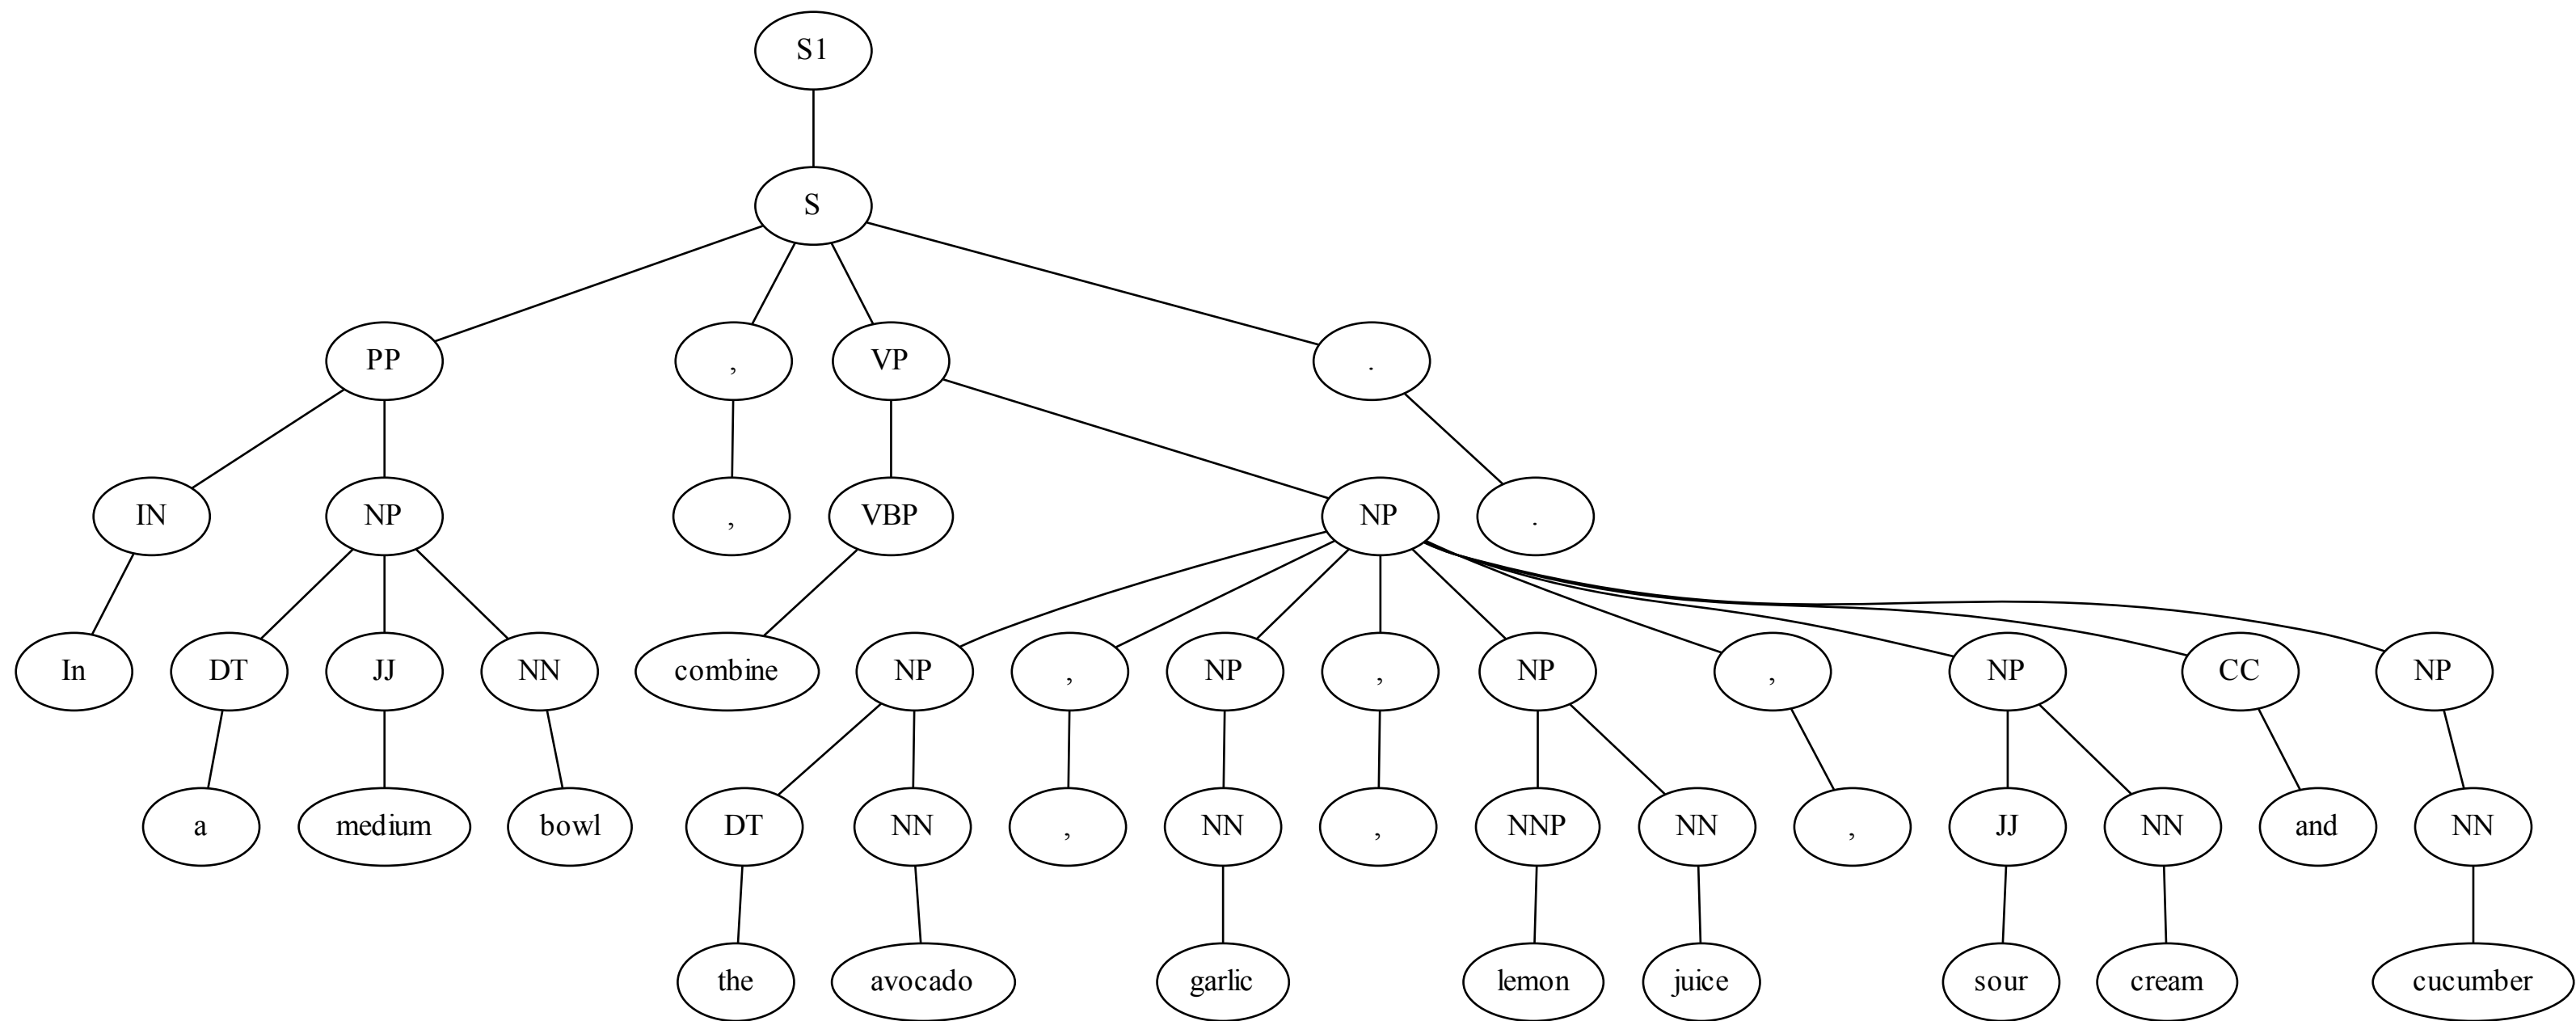 S1
S
PP , VP .
IN NP , VBP NP .
In DT JJ NN combine NP , NP , NP , NP CC NP
a medium bowl DT NN , NN , NNP NN , JJ NN and NN
the avocado garlic lemon juice sour cream cucumber